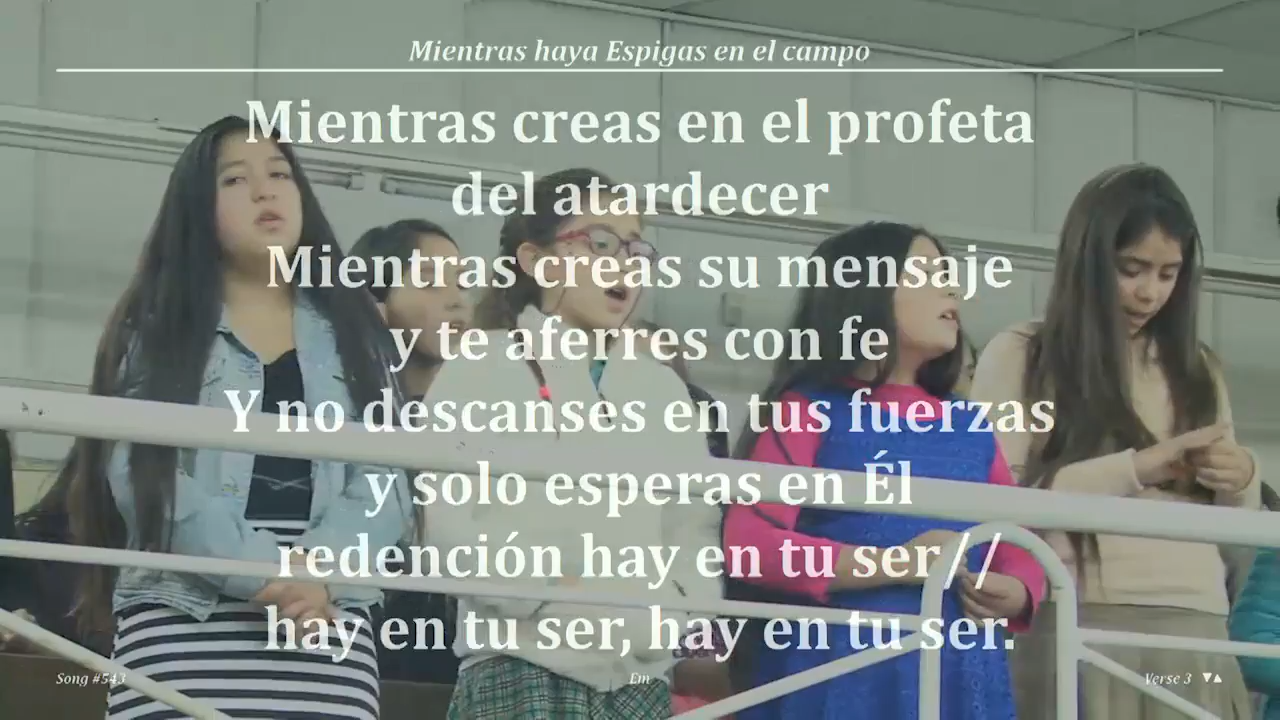 Mientras haya Espigas en el campo
Mientras creas en el profeta
del atardecer
Mientras creas su mensaje
y te aferres con fe
Y no descanses en tus fuerzas
y solo esperas en Él
redención hay en tu ser//
hay en tu ser, hay en tu ser.
Song #543 Em Verse 3 ▼▲